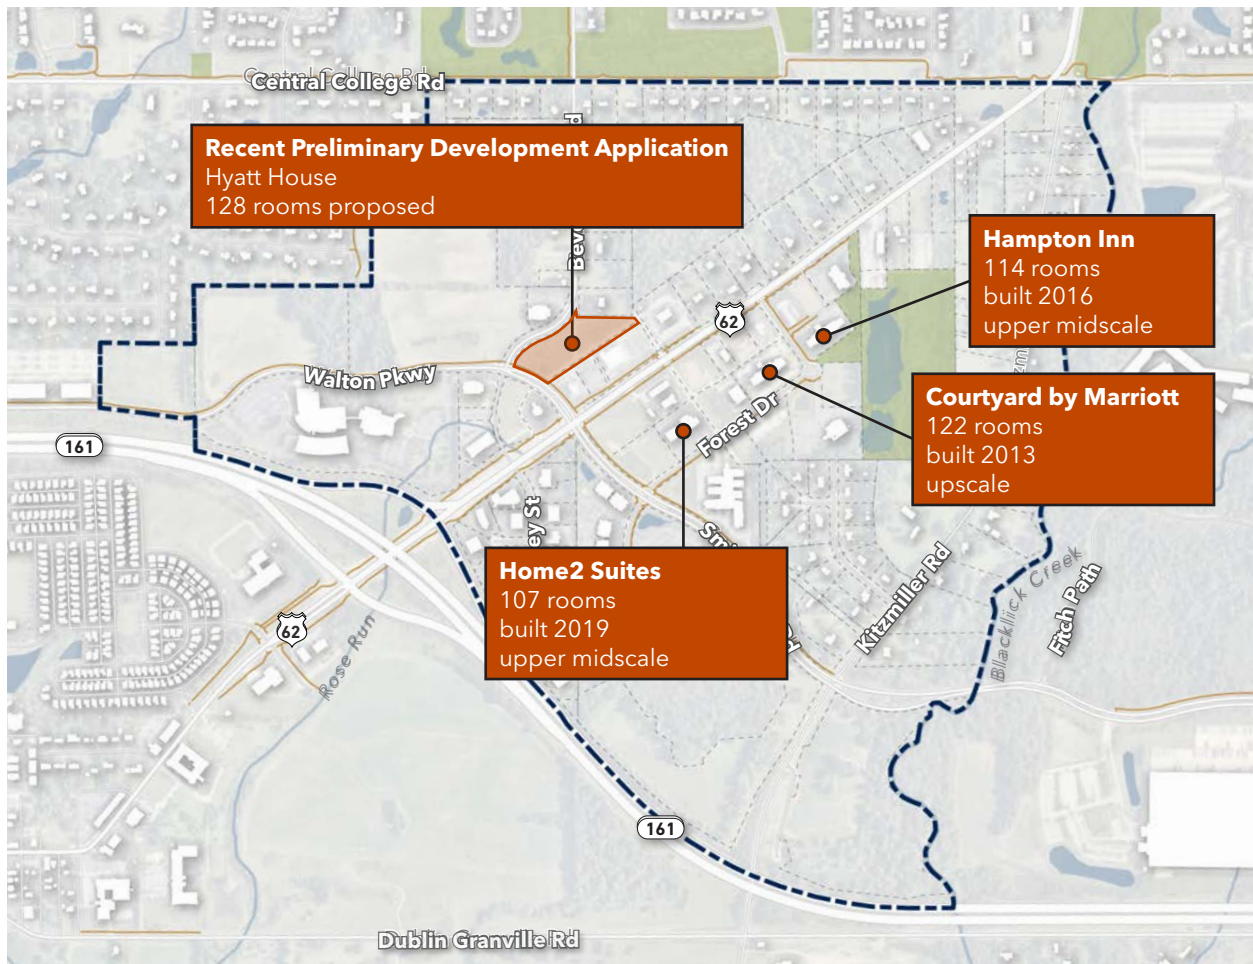 Central College Rd
Recent Preliminary Development Application
Hyatt House
128 rooms proposed
Hampton Inn
114 rooms
built 2016
upper midscale
62
Walton Pkwy
Courtyard by Marriott
122 rooms
built 2013
upscale
161
Forest Dr
Home2 Suites
107 rooms
built 2019
upper midscale
Kitzmiller Rd
Blacklick Creek
Fitch Path
62
Rose Run
161
Dublin Granville Rd